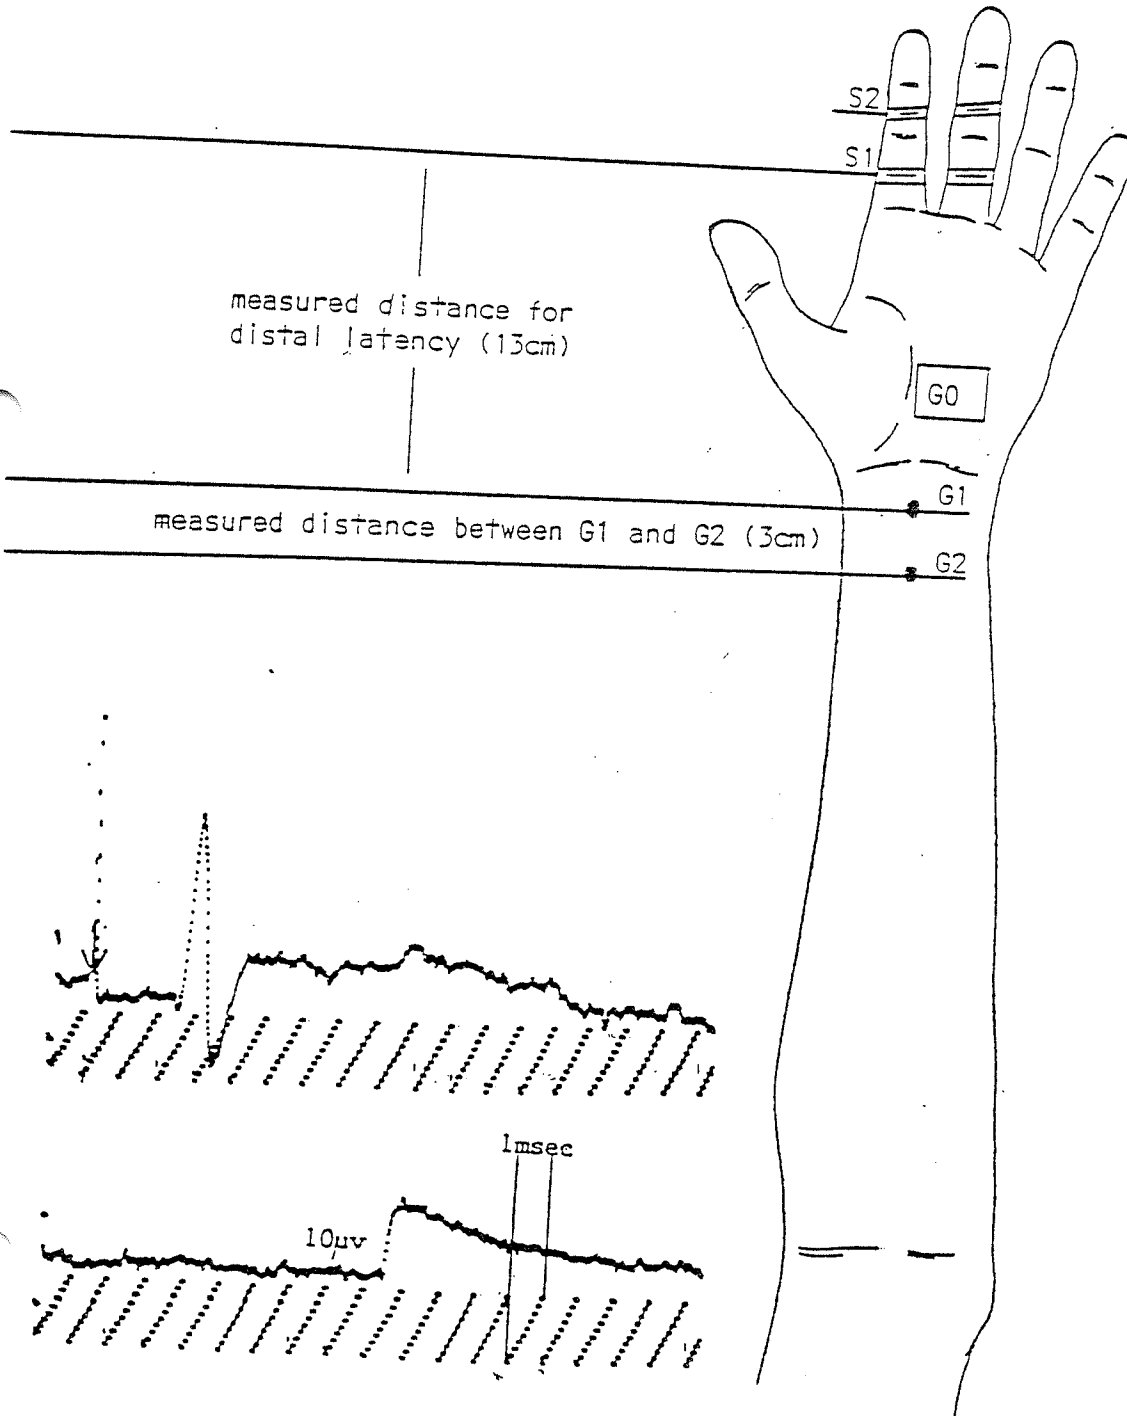 S2
S1
measured distance for
distal latency (13cm)
G0
G1
measured distance between G1 and G2 (3cm)
G2
1msec
10µv